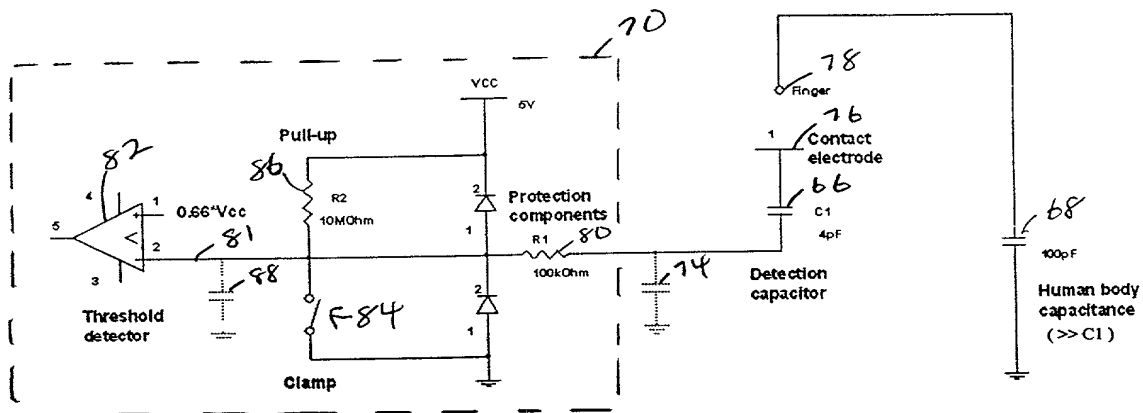 70
78
Finger
VCC
5V
76
1
Contact
electrode
Pull-up
86
82
4
1
0.66*Vcc
R2
10MOhm
2
Protection
components
66
C1
4pF
68
5
<
81
2
1
R1
80
100kOhm
100pF
3
88
74
2
Detection
capacitor
Human body
capacitance
(>> C1)
Threshold
detector
84
1
Clamp